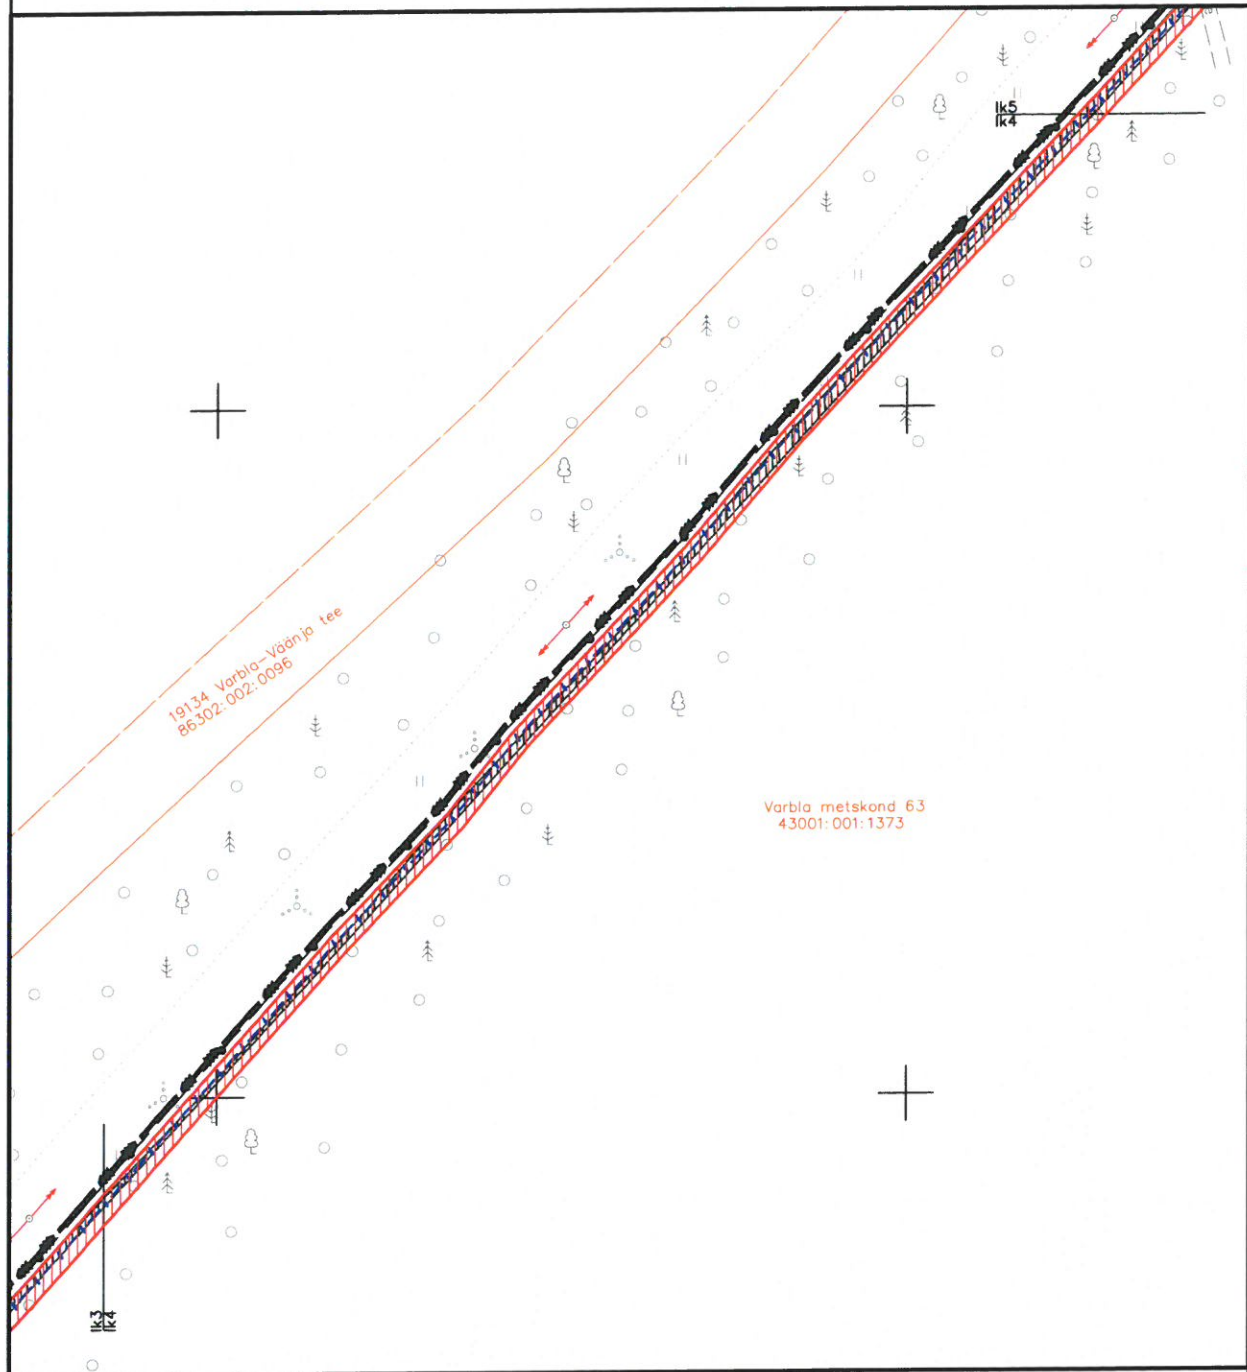 lk5
lk4
19134 Varbla-Väänja tee
86302:002:0096
Varbla metskond 63
43001:001:1373
lk3
lk4